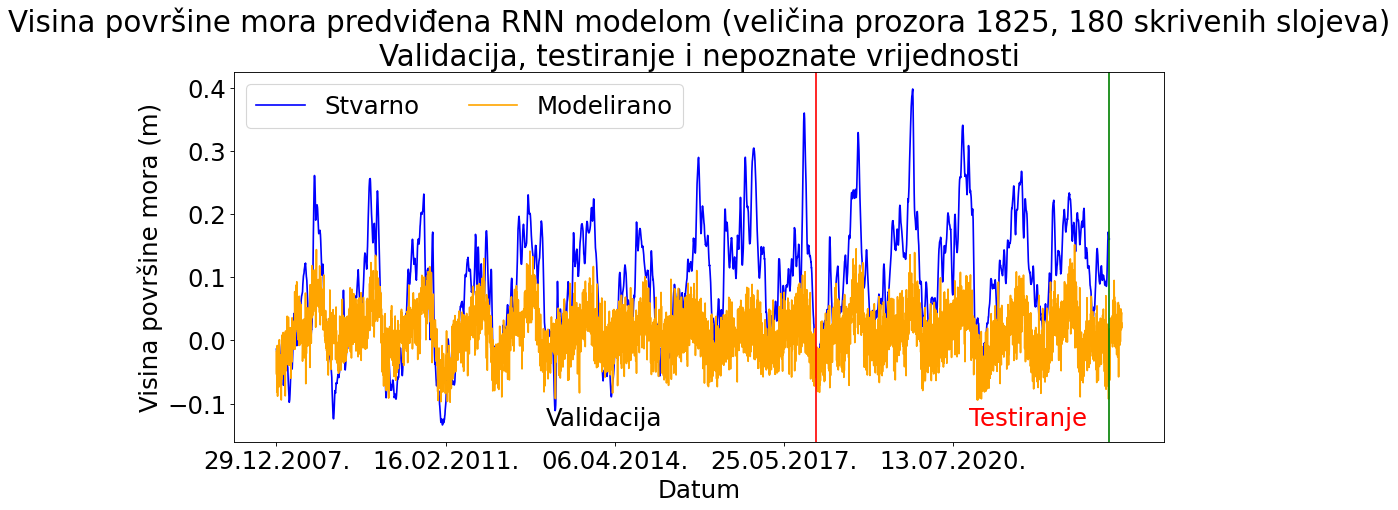 Visina površine mora predviđena RNN modelom (veličina prozora 1825, 180 skrivenih slojeva)
Validacija, testiranje i nepoznate vrijednosti
Stvarno
Modelirano
Visina površine mora (m)
0.4
0.3
0.2
0.1
0.0
−0.1
Validacija
Testiranje
29.12.2007.
16.02.2011.
06.04.2014.
25.05.2017.
13.07.2020.
Datum